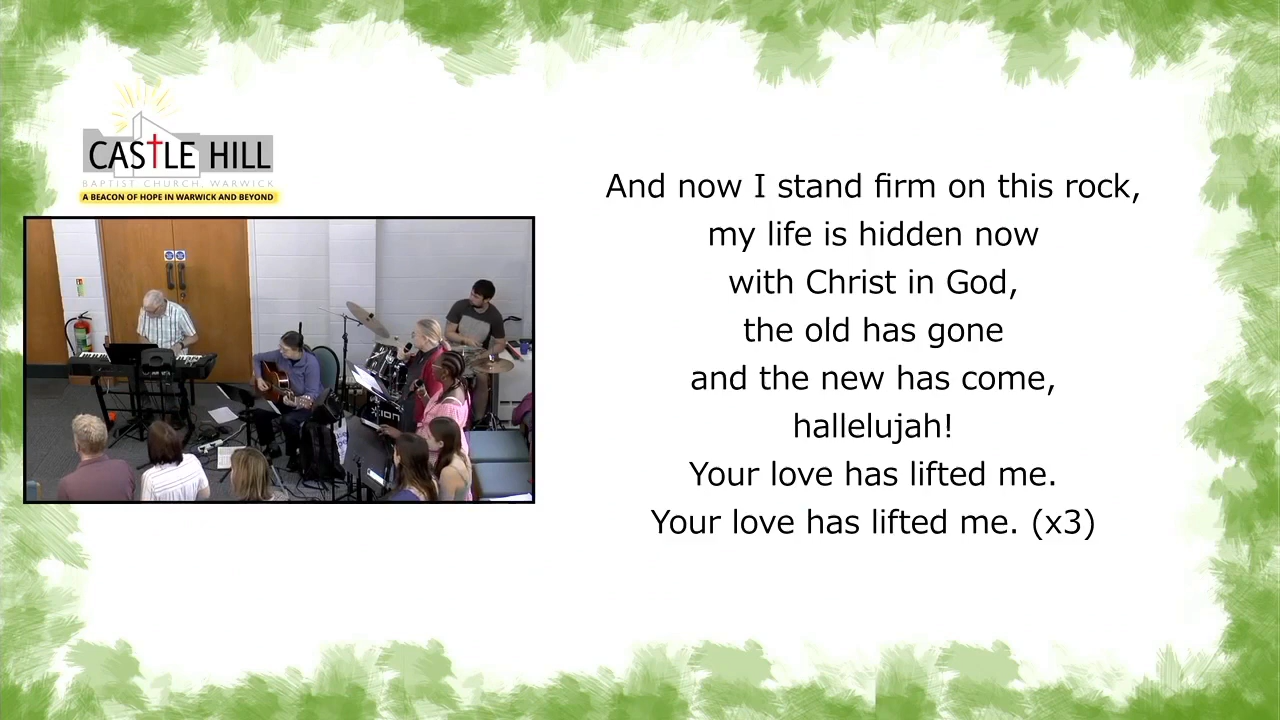 CASTLE HILL
BAPTIST CHURCH, WARWICK
A BEACON OF HOPE IN WARWICK AND BEYOND
And now I stand firm on this rock,
my life is hidden now
with Christ in God,
the old has gone
and the new has come,
hallelujah!
Your love has lifted me.
Your love has lifted me. (x3)